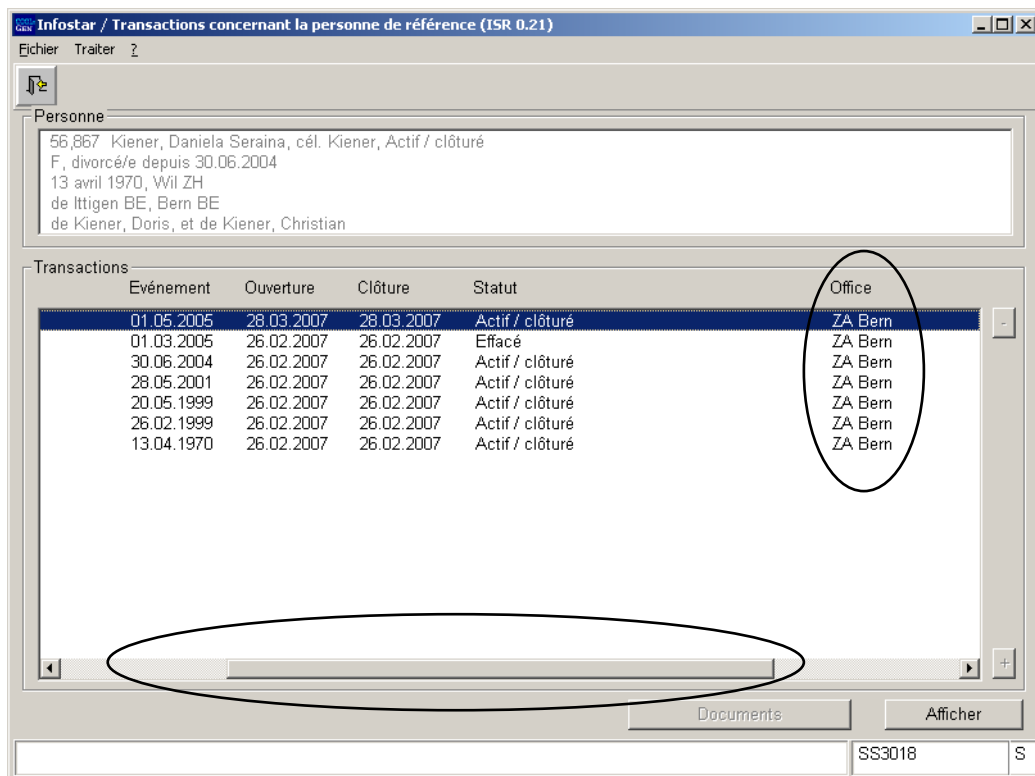 Infostar / Transactions concernant la personne de référence (ISR 0.21)
Fichier Traiter ?
Personne
56,867 Kiener, Daniela Seraina, cél. Kiener, Actif / clôturé
F, divorcé/e depuis 30.06.2004
13 avril 1970, Wil ZH
de Ittigen BE, Bern BE
de Kiener, Doris, et de Kiener, Christian
Transactions
Evénement Ouverture Clôture Statut Office
01.05.2005 28.03.2007 28.03.2007 Actif / clôturé ZA Bern
01.03.2005 26.02.2007 26.02.2007 Effacé ZA Bern
30.06.2004 26.02.2007 26.02.2007 Actif / clôturé ZA Bern
28.05.2001 26.02.2007 26.02.2007 Actif / clôturé ZA Bern
20.05.1999 26.02.2007 26.02.2007 Actif / clôturé ZA Bern
26.02.1999 26.02.2007 26.02.2007 Actif / clôturé ZA Bern
13.04.1970 26.02.2007 26.02.2007 Actif / clôturé ZA Bern
-
+
Documents Afficher
SS3018 S